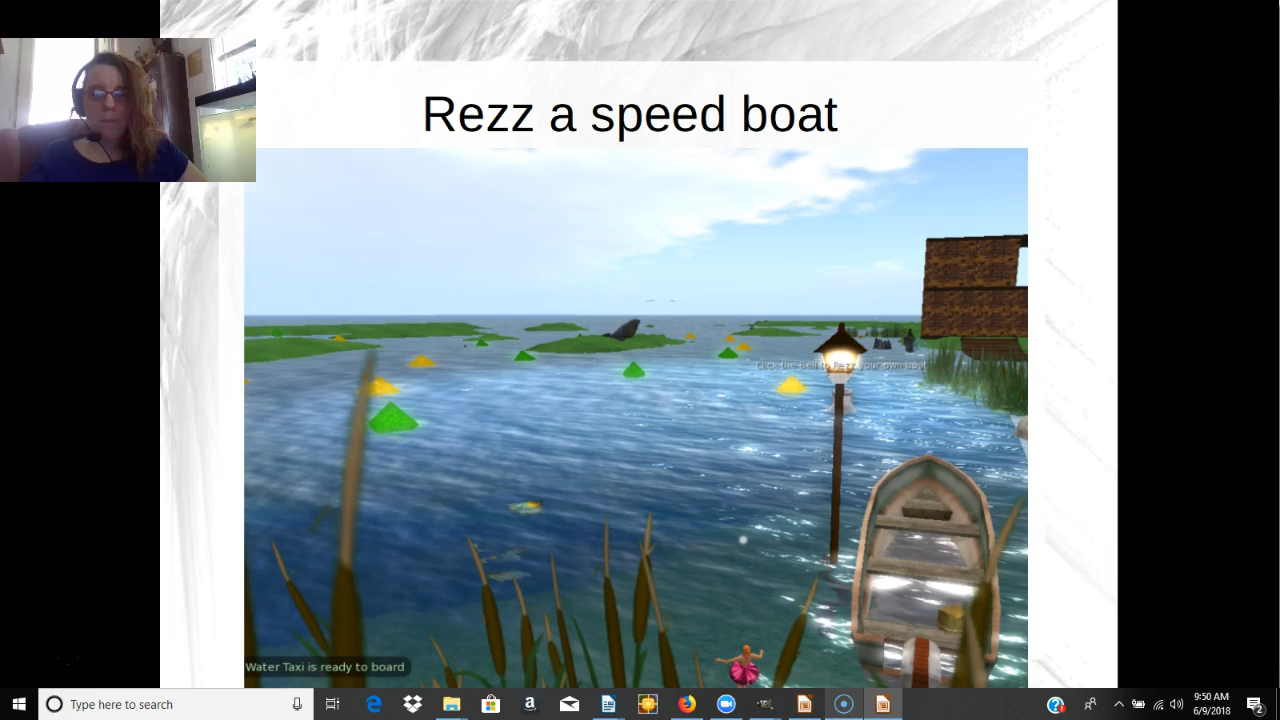 Rezz a speed boat
Click the Bell to Rezz your own Boat
Water Taxi is ready to board
Type here to search
9:50 AM
6/9/2018
2